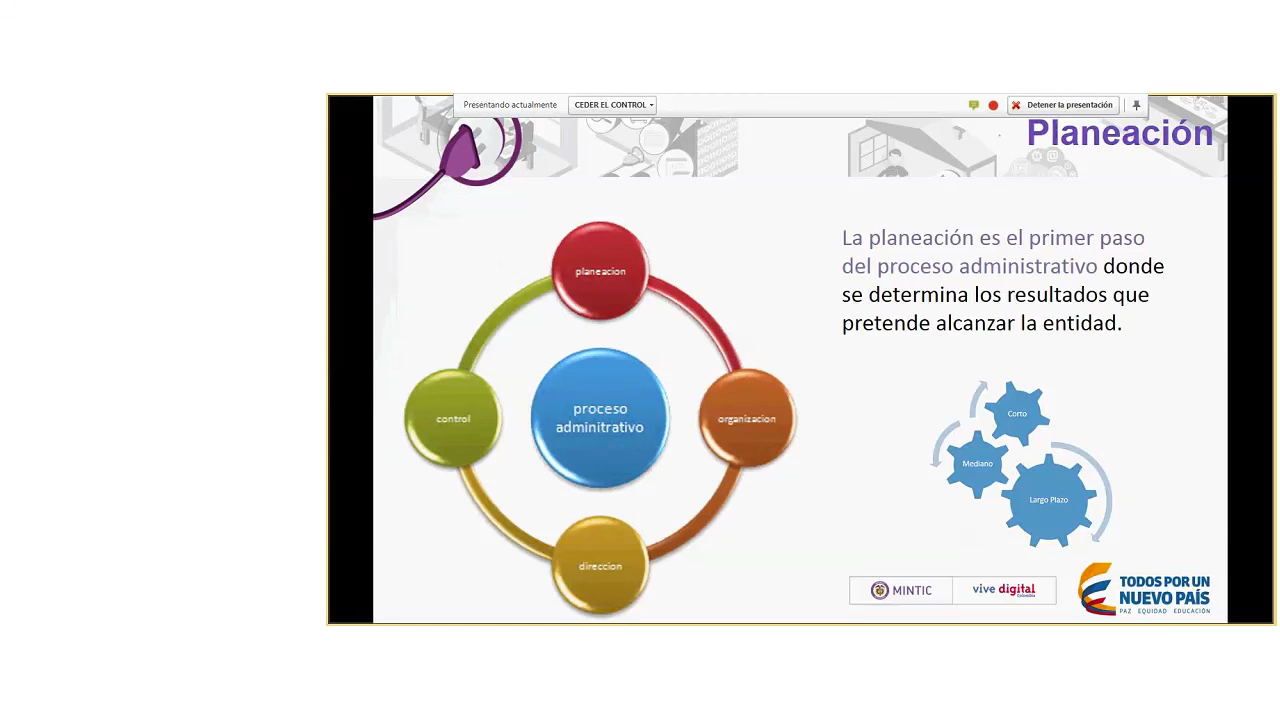 Presentando actualmente
CEDER EL CONTROL
Detener la presentación
Planeación
La planeación es el primer paso
del proceso administrativo donde
se determina los resultados que
pretende alcanzar la entidad.
planeacion
control
proceso
adminitrativo
organizacion
direccion
Corto
Mediano
Largo Plazo
MINTIC
vive digital
Colombia
TODOS POR UN
NUEVO PAÍS
PAZ EQUIDAD EDUCACIÓN